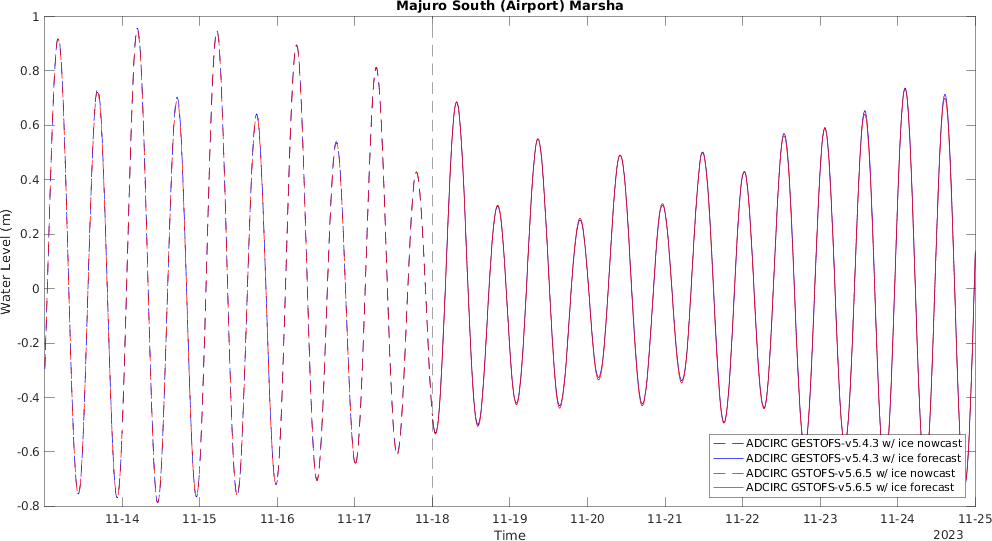 Majuro South (Airport) Marsha
Water Level (m)
1
0.8
0.6
0.4
0.2
0
-0.2
-0.4
-0.6
-0.8
ADCIRC GESTOFS-v5.4.3 w/ ice nowcast
ADCIRC GESTOFS-v5.4.3 w/ ice forecast
ADCIRC GSTOFS-v5.6.5 w/ ice nowcast
ADCIRC GSTOFS-v5.6.5 w/ ice forecast
11-14 11-15 11-16 11-17 11-18 11-19 11-20 11-21 11-22 11-23 11-24 11-25
Time
2023